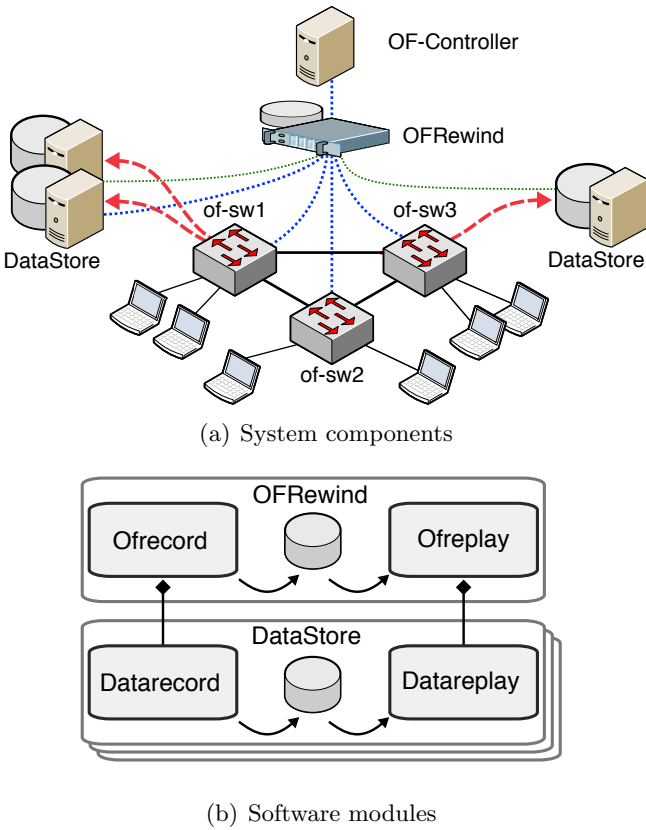 OF-Controller
OFRewind
of-sw1
of-sw3
DataStore
DataStore
of-sw2
(a) System components
OFRewind
Ofrecord
Ofreplay
DataStore
Datarecord
Datareplay
(b) Software modules